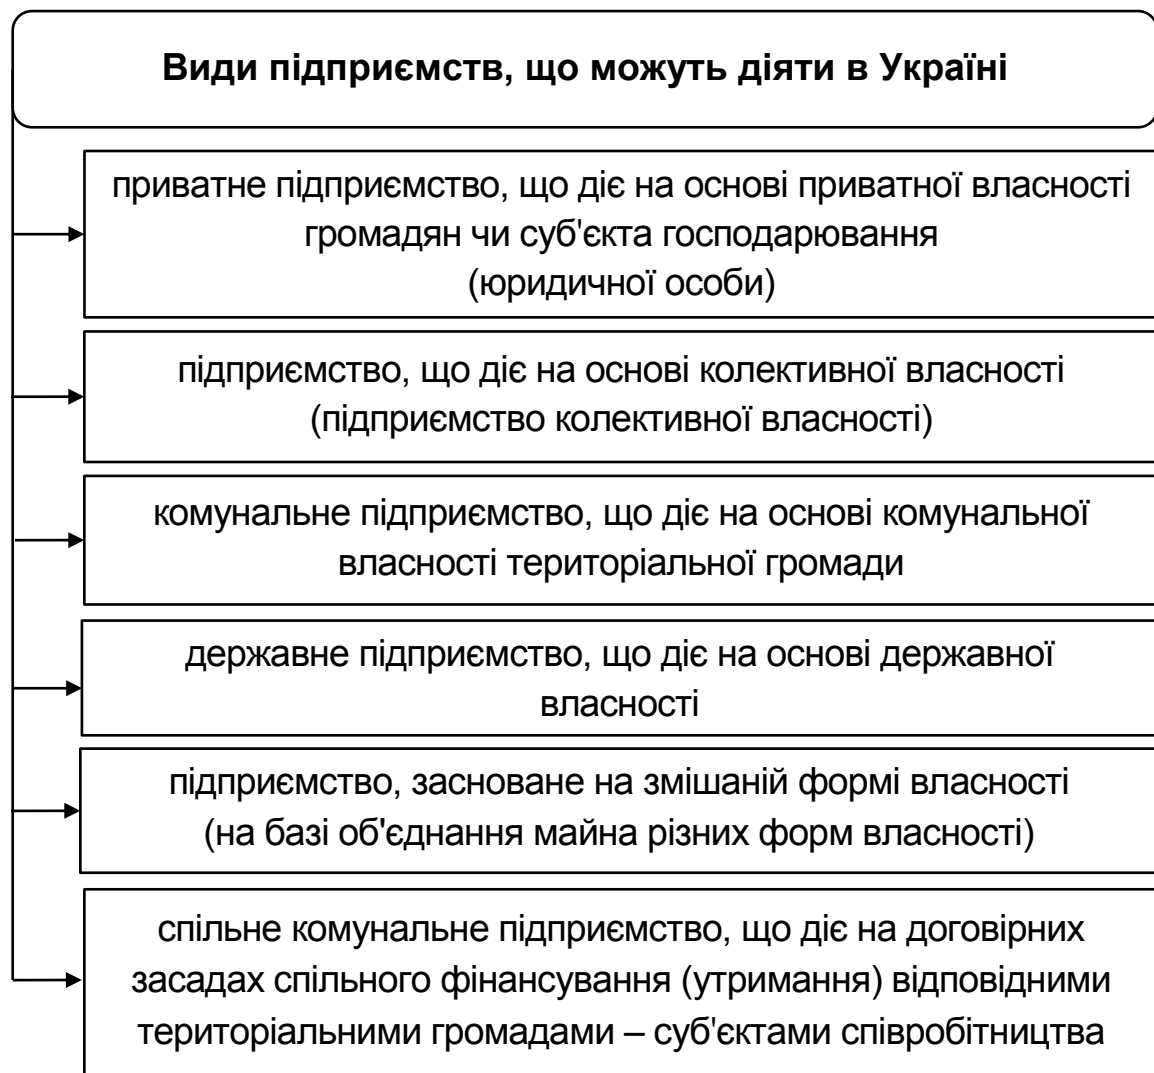 Види підприємств, що можуть діяти в Україні
приватне підприємство, що діє на основі приватної власності
громадян чи суб'єкта господарювання
(юридичної особи)
підприємство, що діє на основі колективної власності
(підприємство колективної власності)
комунальне підприємство, що діє на основі комунальної
власності територіальної громади
державне підприємство, що діє на основі державної
власності
підприємство, засноване на змішаній формі власності
(на базі об'єднання майна різних форм власності)
спільне комунальне підприємство, що діє на договірних
засадах спільного фінансування (утримання) відповідними
територіальними громадами – суб'єктами співробітництва